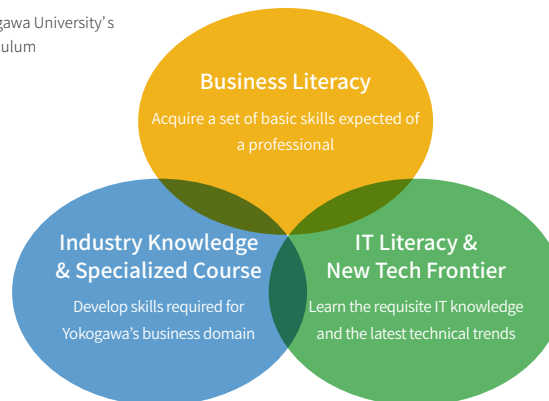 gawa University's
ulum
Business Literacy
Acquire a set of basic skills expected of
a professional
Industry Knowledge
& Specialized Course
Develop skills required for
Yokogawa's business domain
IT Literacy &
New Tech Frontier
Learn the requisite IT knowledge
and the latest technical trends